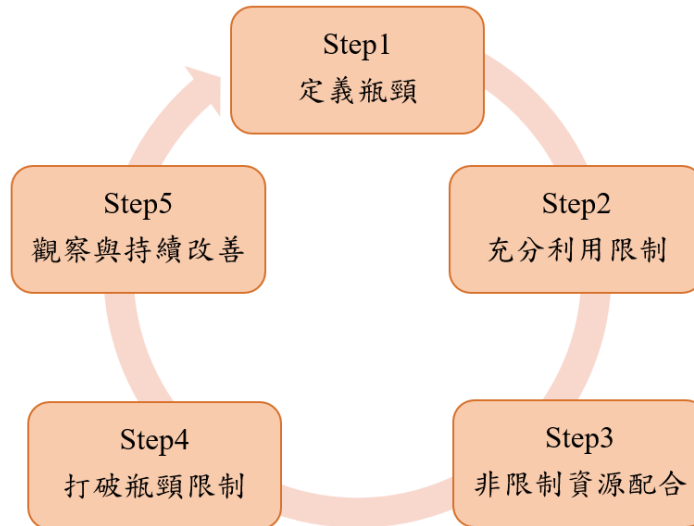 Step1
定義瓶頸
Step2
充分利用限制
Step3
非限制資源配合
Step4
打破瓶頸限制
Step5
觀察與持續改善